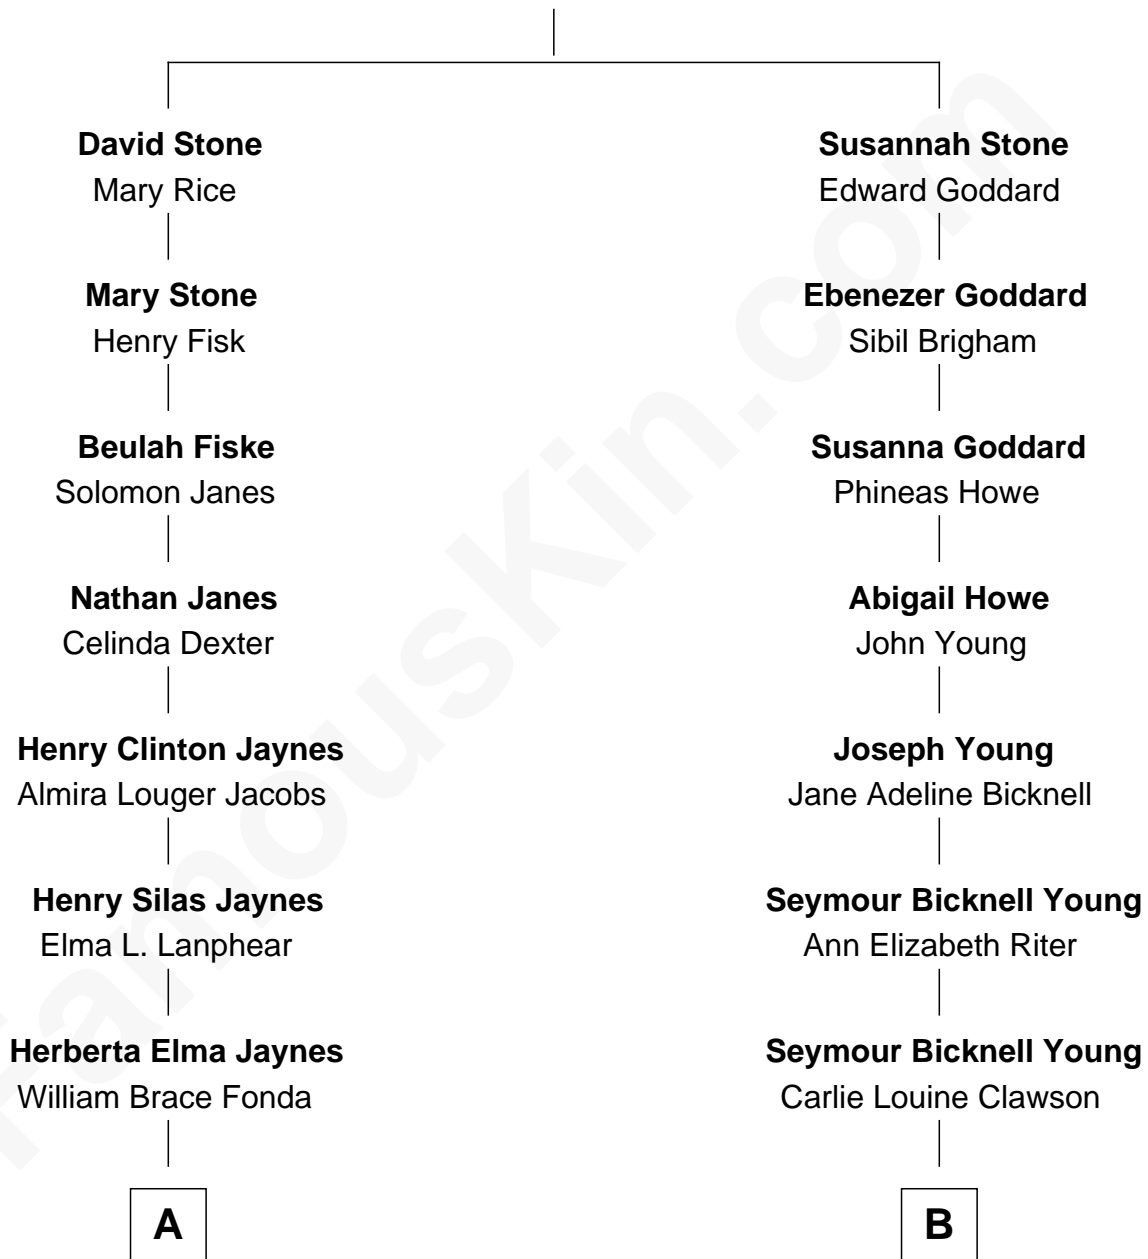 David Stone
Mary Rice
Susannah Stone
Edward Goddard
Mary Stone
Henry Fisk
Ebenezer Goddard
Sibil Brigham
Beulah Fiske
Solomon Janes
Susanna Goddard
Phineas Howe
Nathan Janes
Celinda Dexter
Abigail Howe
John Young
Henry Clinton Jaynes
Almira Louger Jacobs
Joseph Young
Jane Adeline Bicknell
Henry Silas Jaynes
Elma L. Lanphear
Seymour Bicknell Young
Ann Elizabeth Riter
Herberta Elma Jaynes
William Brace Fonda
Seymour Bicknell Young
Carlie Louine Clawson
A
B
FamousKin.com